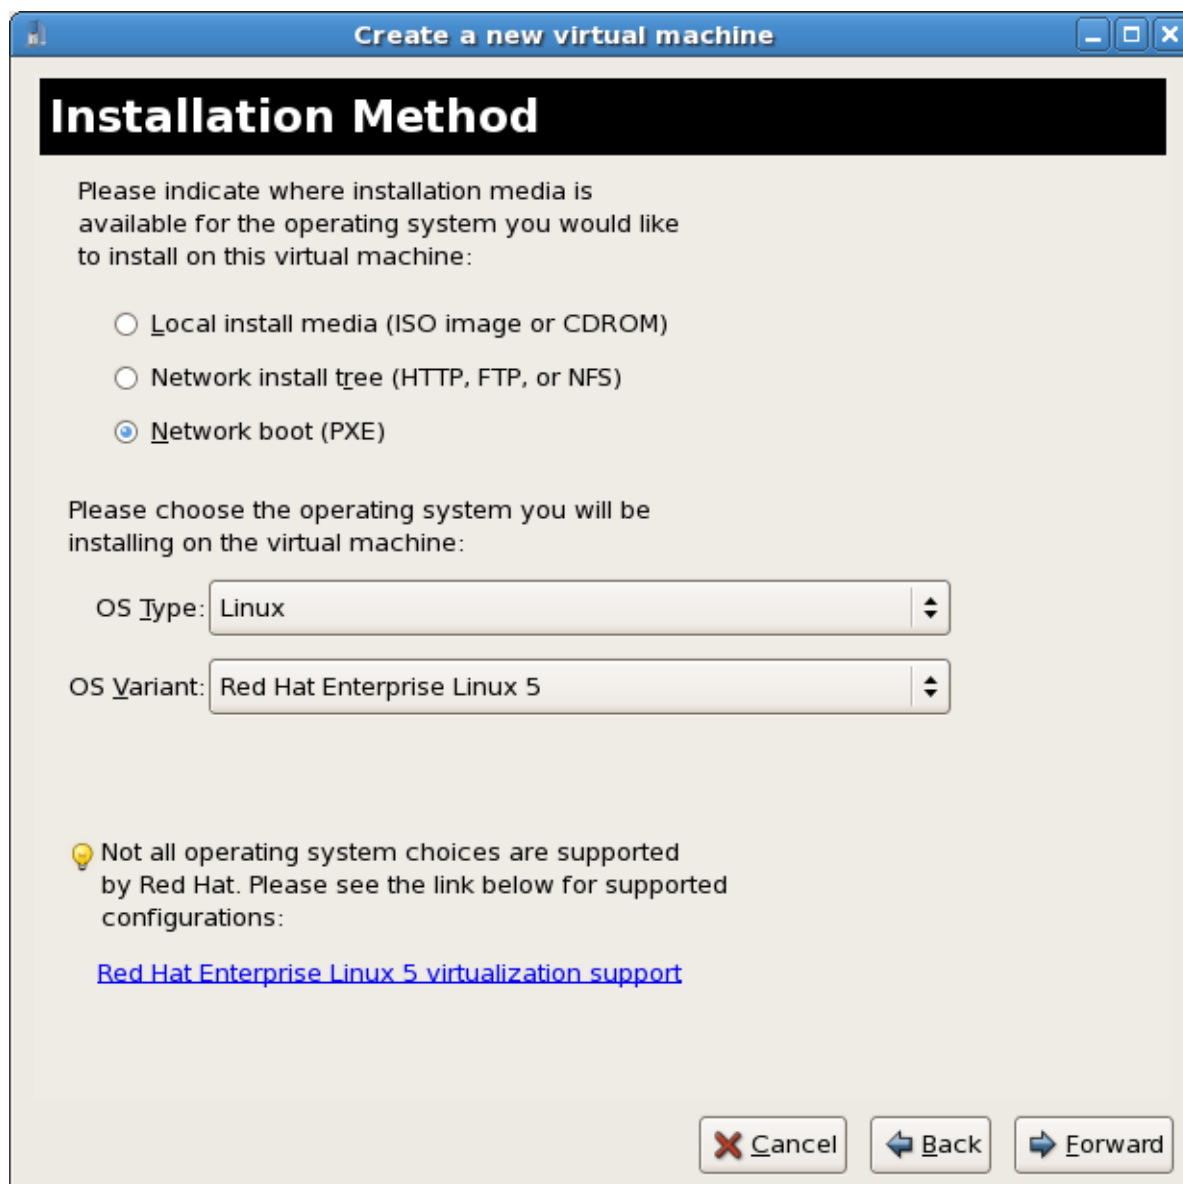 Create a new virtual machine
Installation Method
Please indicate where installation media is
available for the operating system you would like
to install on this virtual machine:
Local install media (ISO image or CDROM)
Network install tree (HTTP, FTP, or NFS)
Network boot (PXE)
Please choose the operating system you will be
installing on the virtual machine:
OS Type: Linux
OS Variant: Red Hat Enterprise Linux 5
Not all operating system choices are supported
by Red Hat. Please see the link below for supported
configurations:
Red Hat Enterprise Linux 5 virtualization support
Cancel Back Forward